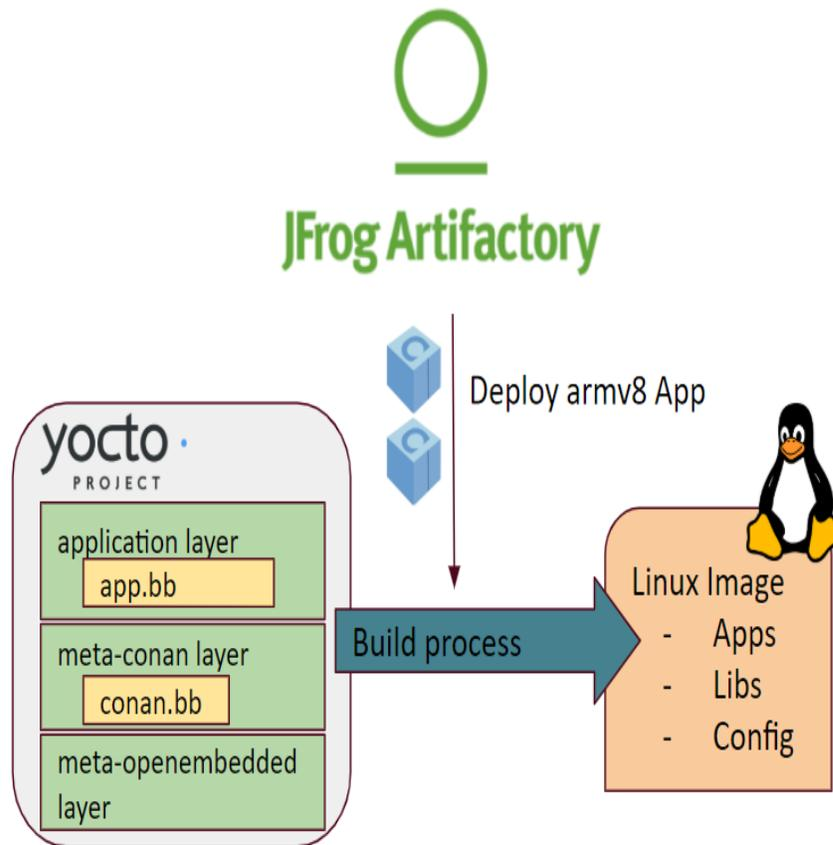 JFrog Artifactory
Deploy armv8 App
yocto
PROJECT
application layer
app.bb
meta-conan layer
conan.bb
meta-openembedded
layer
Build process
Linux Image
- Apps
- Libs
- Config